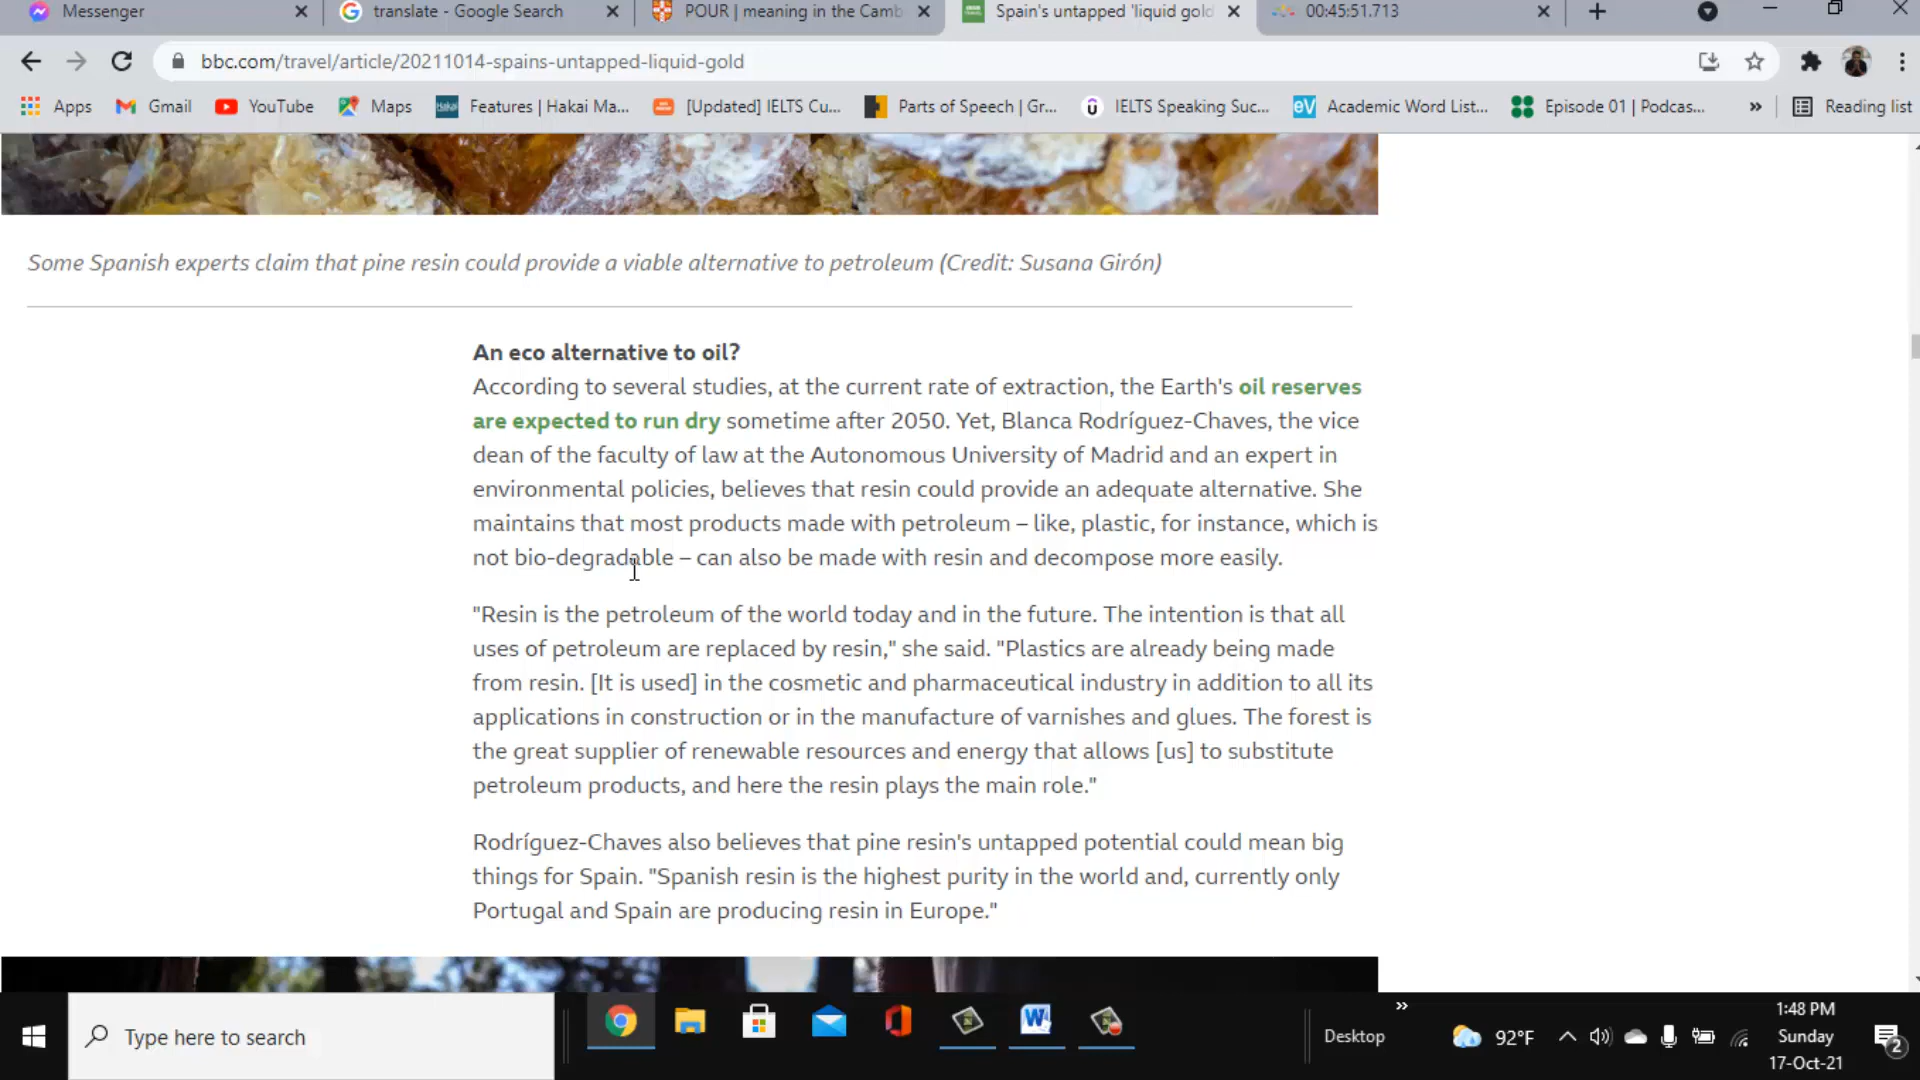 Messenger
translate - Google Search
POUR | meaning in the Camb
Spain's untapped 'liquid gold
00:45:51.713
bbc.com/travel/article/20211014-spains-untapped-liquid-gold
Apps
Gmail
YouTube
Maps
Hakai
Features | Hakai Ma...
[Updated] IELTS Cu...
Parts of Speech | Gr...
IELTS Speaking Suc...
eV
Academic Word List...
Episode 01 | Podcas...
»
Reading list
Some Spanish experts claim that pine resin could provide a viable alternative to petroleum (Credit: Susana Girón)
An eco alternative to oil?
According to several studies, at the current rate of extraction, the Earth's oil reserves
are expected to run dry sometime after 2050. Yet, Blanca Rodríguez-Chaves, the vice
dean of the faculty of law at the Autonomous University of Madrid and an expert in
environmental policies, believes that resin could provide an adequate alternative. She
maintains that most products made with petroleum – like, plastic, for instance, which is
not bio-degradable – can also be made with resin and decompose more easily.
"Resin is the petroleum of the world today and in the future. The intention is that all
uses of petroleum are replaced by resin," she said. "Plastics are already being made
from resin. [It is used] in the cosmetic and pharmaceutical industry in addition to all its
applications in construction or in the manufacture of varnishes and glues. The forest is
the great supplier of renewable resources and energy that allows [us] to substitute
petroleum products, and here the resin plays the main role."
Rodríguez-Chaves also believes that pine resin's untapped potential could mean big
things for Spain. "Spanish resin is the highest purity in the world and, currently only
Portugal and Spain are producing resin in Europe."
Type here to search
Desktop
»
92°F
1:48 PM
Sunday
17-Oct-21
2